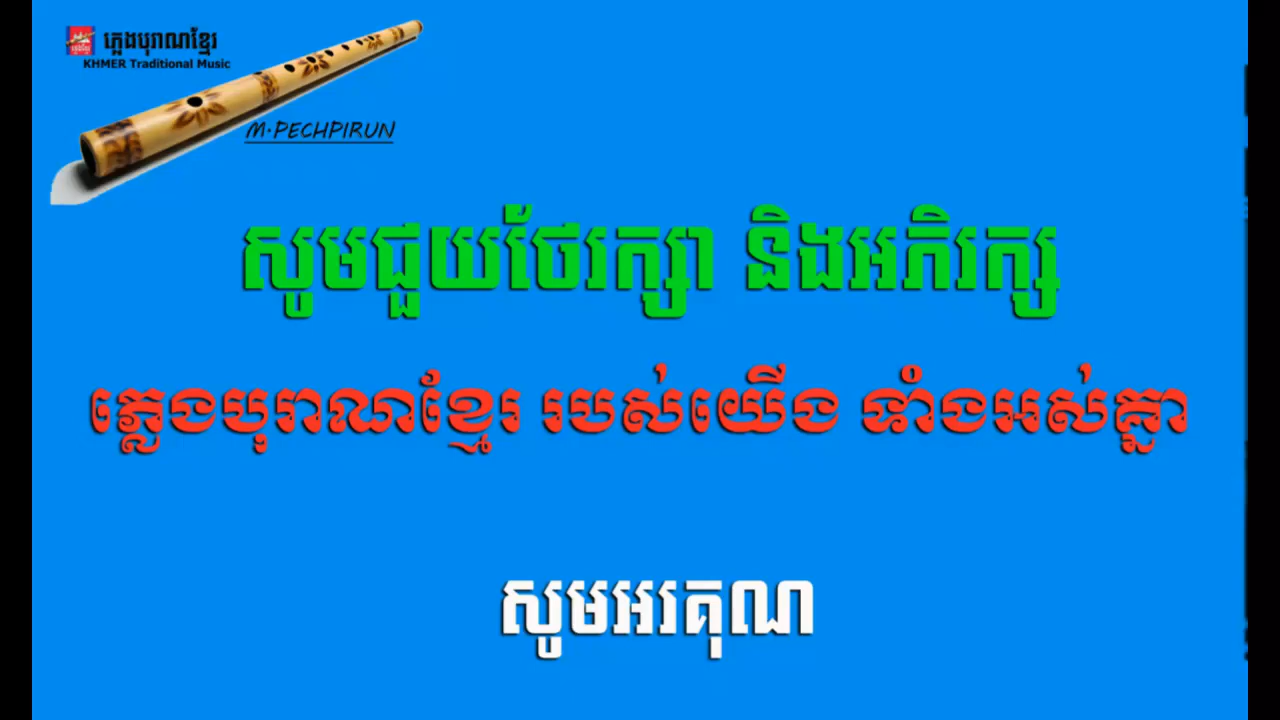 ភ្លេងបុរាណខ្មែរ
KHMER Traditional Music
M.PECHPIRUN
សូមជួយថែរក្សា និងអភិរក្ស
ភ្លេងបុរាណខ្មែរ របស់យើង ទាំងអស់គ្នា
សូមអរគុណ